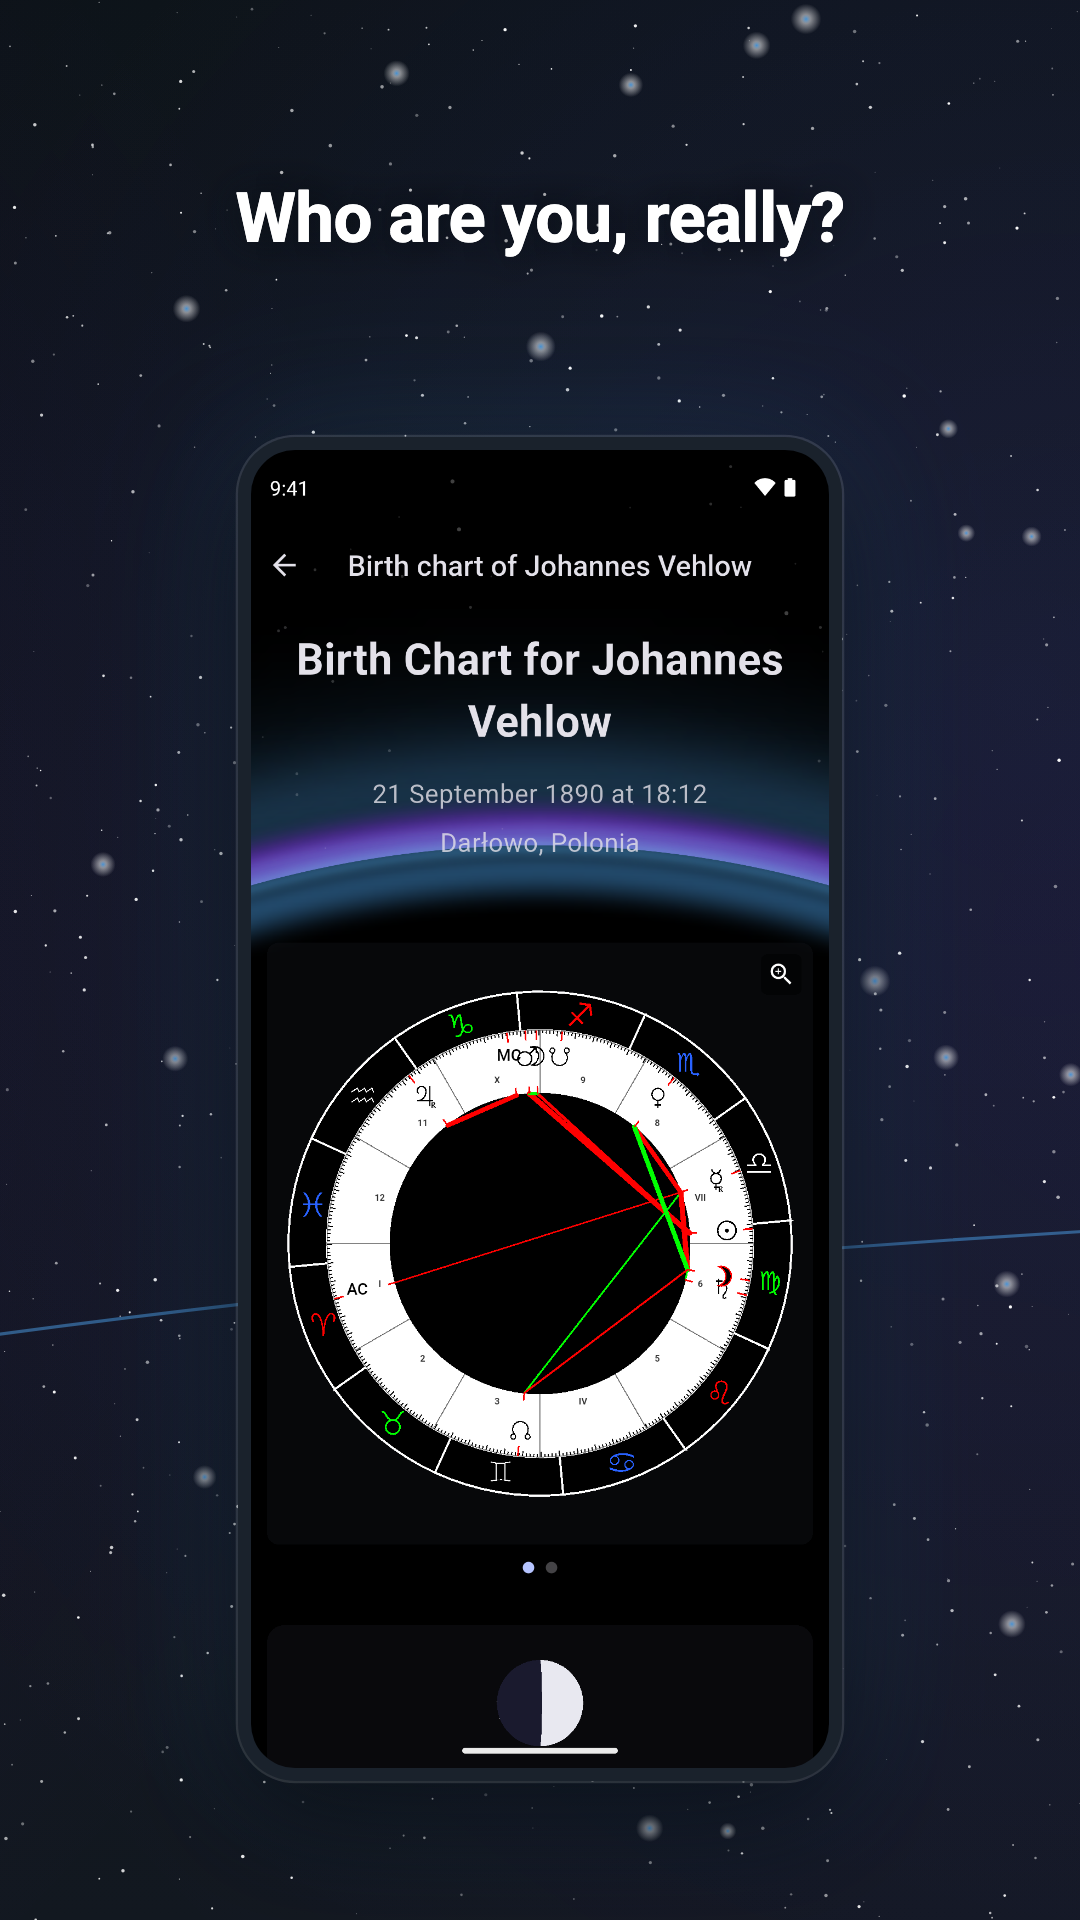 Who are you, really?
9:41
Birth chart of Johannes Vehlow
Birth Chart for Johannes
Vehlow
21 September 1890 at 18:12
Darłowo, Polonia
MC
X
9
11
8
12
VII
AC
I
6
2
5
3
IV